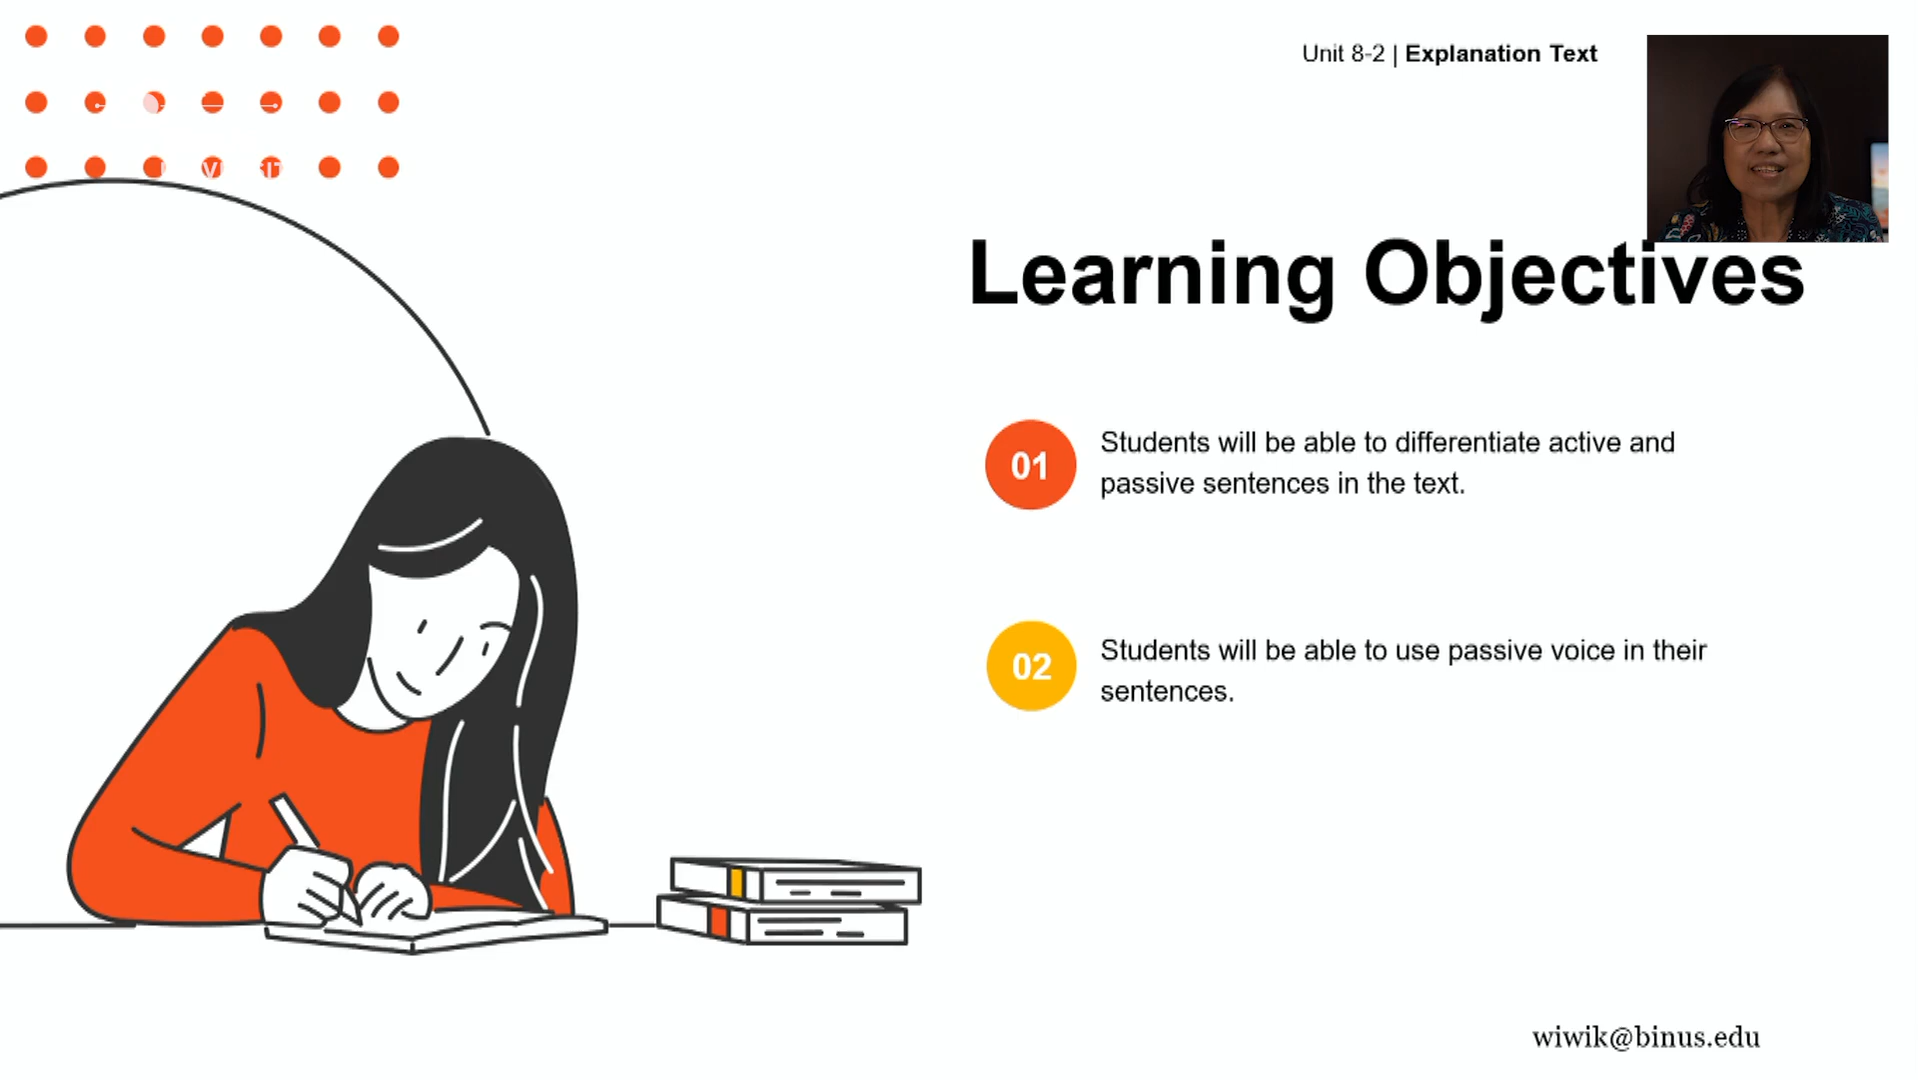 Unit 8-2 | Explanation Text
Learning Objectives
01
Students will be able to differentiate active and
passive sentences in the text.
02
Students will be able to use passive voice in their
sentences.
wiwik@binus.edu